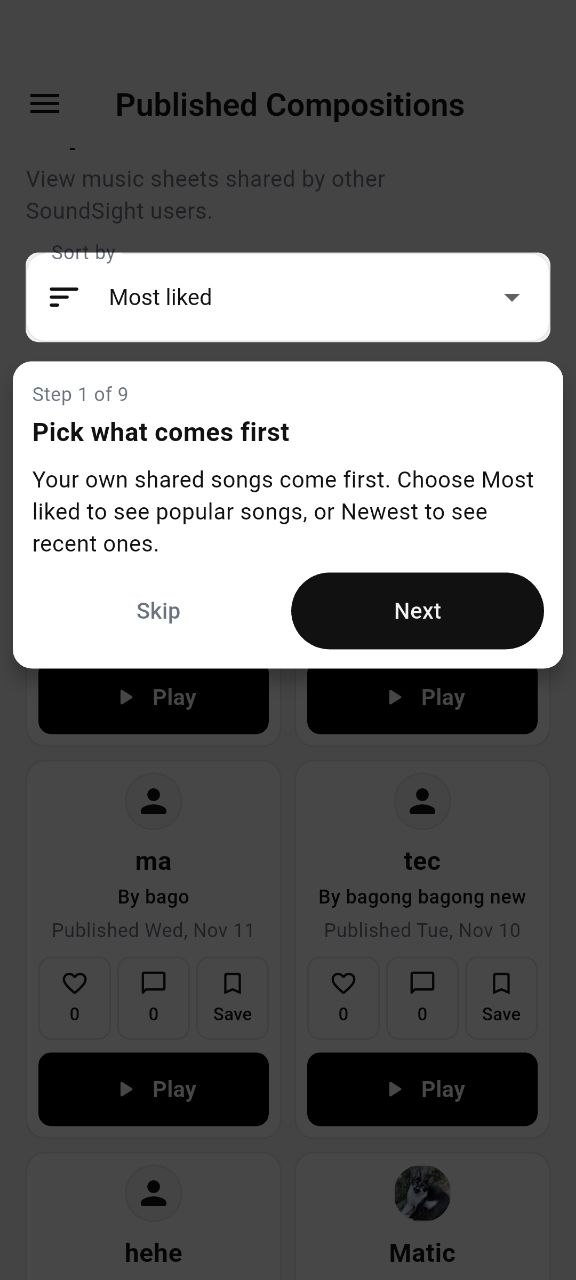 Published Compositions
View music sheets shared by other
SoundSight users.
Sort by
Most liked
Step 1 of 9
Pick what comes first
Your own shared songs come first. Choose Most
liked to see popular songs, or Newest to see
recent ones.
Skip
Next
Play
Play
ma
By bago
Published Wed, Nov 11
0
0
Save
Play
tec
By bagong bagong new
Published Tue, Nov 10
0
0
Save
Play
hehe
Matic